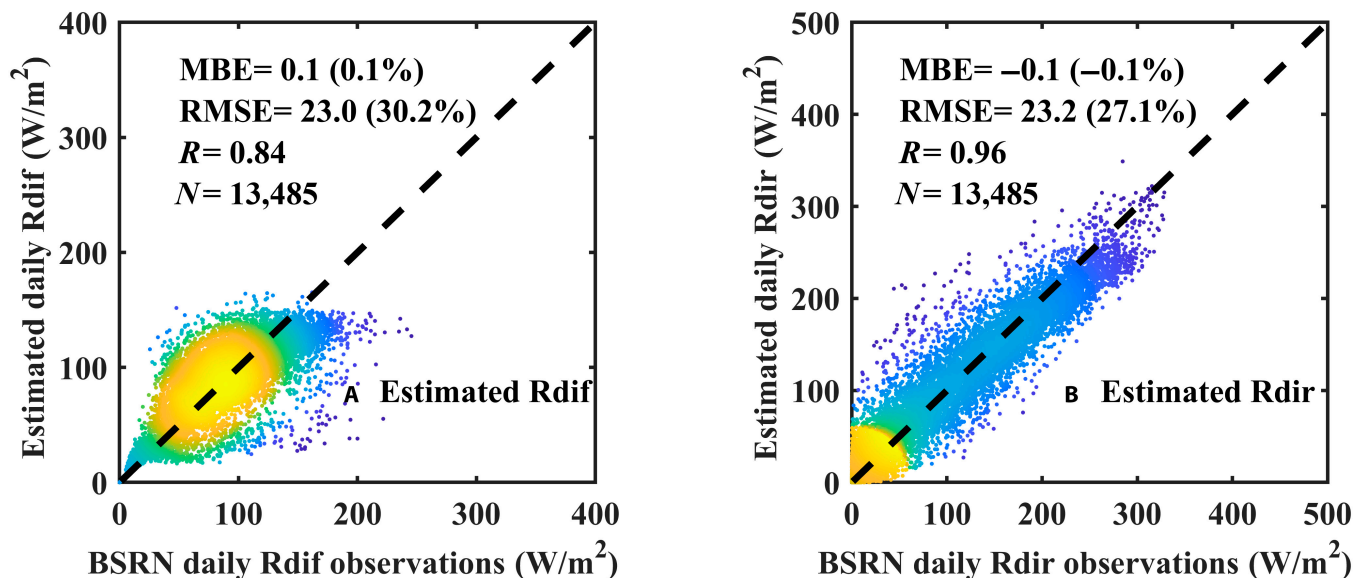 Estimated daily Rdif (W/m²)
400
300
200
100
0
MBE= 0.1 (0.1%)
RMSE= 23.0 (30.2%)
R= 0.84
N= 13,485
A Estimated Rdif
0 100 200 300 400
BSRN daily Rdif observations (W/m²)
Estimated daily Rdir (W/m²)
500
400
300
200
100
0
MBE= −0.1 (−0.1%)
RMSE= 23.2 (27.1%)
R= 0.96
N= 13,485
B Estimated Rdir
0 100 200 300 400 500
BSRN daily Rdir observations (W/m²)